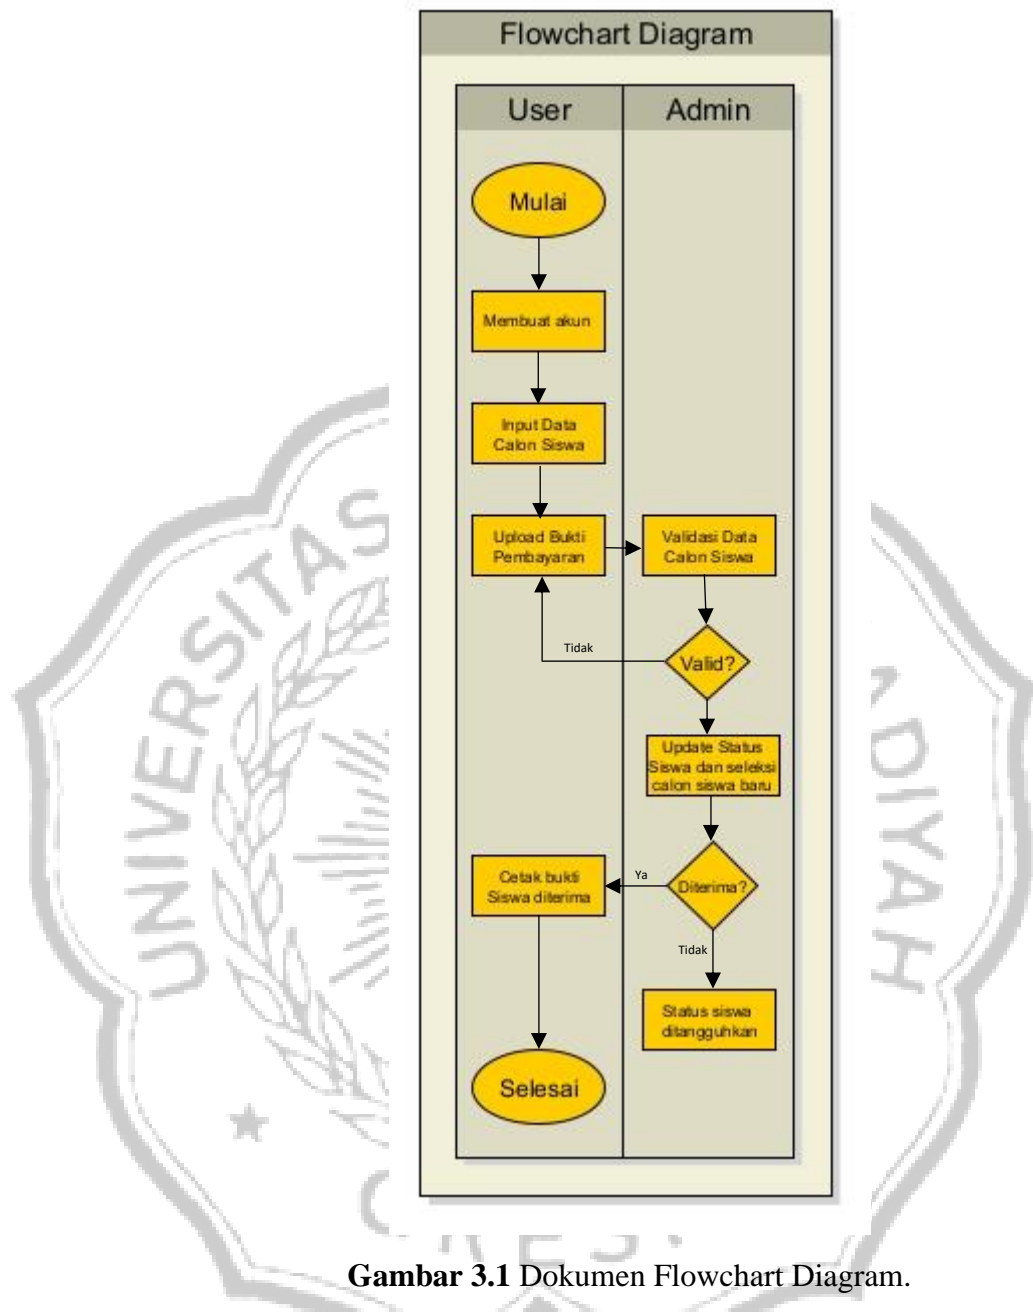 Flowchart Diagram
User
Admin
Mulai
Membuat akun
Input Data
Calon Siswa
Upload Bukti
Pembayaran
Validasi Data
Calon Siswa
Tidak
Valid?
Update Status
Siswa dan seleksi
calon siswa baru
Cetak bukti
Siswa diterima
Ya
Diterima?
Tidak
Status siswa
ditangguhkan
Selesai
UNIVERSITAS
DIYAH
Gambar 3.1 Dokumen Flowchart Diagram.